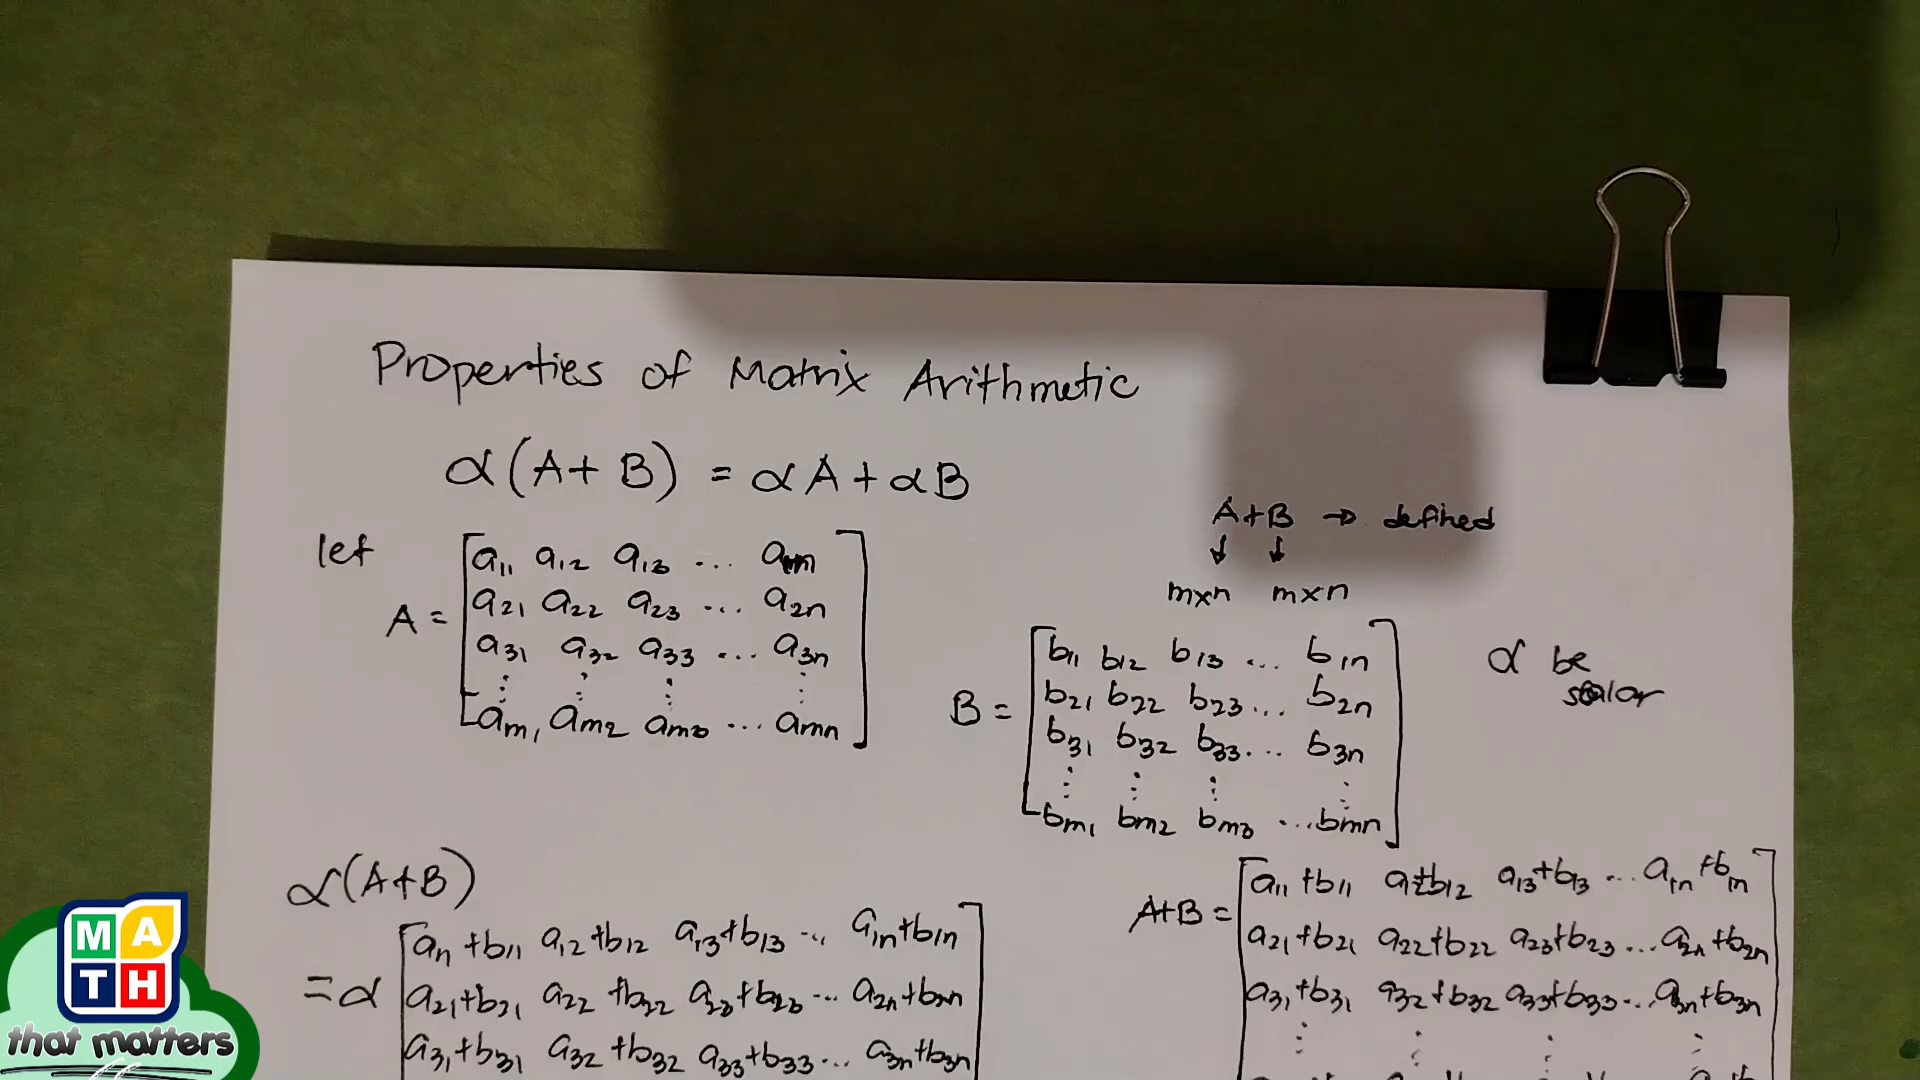 Properties of Matrix Arithmetic
α(A+B) = αA+αB
A+B → defined
↓ ↓
m×n m×n
let
A = [a11 a12 a13 ... a1n
a21 a22 a23 ... a2n
a31 a32 a33 ... a3n
⋮ ⋮ ⋮ ⋮
am1 am2 am3 ... amn]
B = [b11 b12 b13 ... b1n
b21 b22 b23 ... b2n
b31 b32 b33 ... b3n
⋮ ⋮ ⋮ ⋮
bm1 bm2 bm3 ... bmn]
α be
scalar
α(A+B)
= α [a11+b11 a12+b12 a13+b13 ... a1n+b1n
a21+b21 a22+b22 a23+b23 ... a2n+b2n
a31+b31 a32+b32 a33+b33 ... a3n+b3n
A+B = [a11+b11 a12+b12 a13+b13 ... a1n+b1n
a21+b21 a22+b22 a23+b23 ... a2n+b2n
a31+b31 a32+b32 a33+b33 ... a3n+b3n
⋮ ⋮ ⋮ ⋮
MATH
that matters